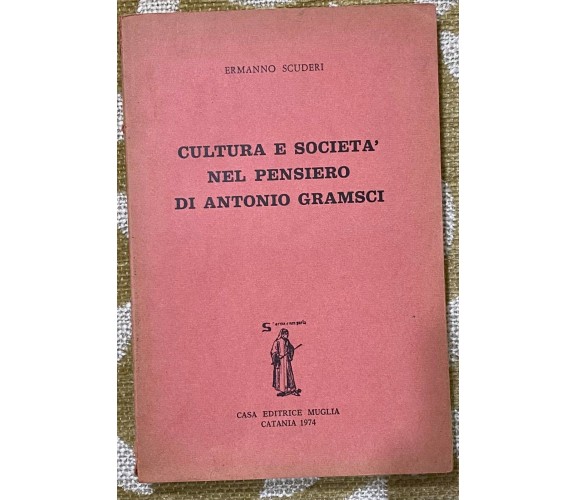 ERMANNO SCUDERI
CULTURA E SOCIETA'
NEL PENSIERO
DI ANTONIO GRAMSCI
S
CASA EDITRICE MUGLIA
CATANIA 1974